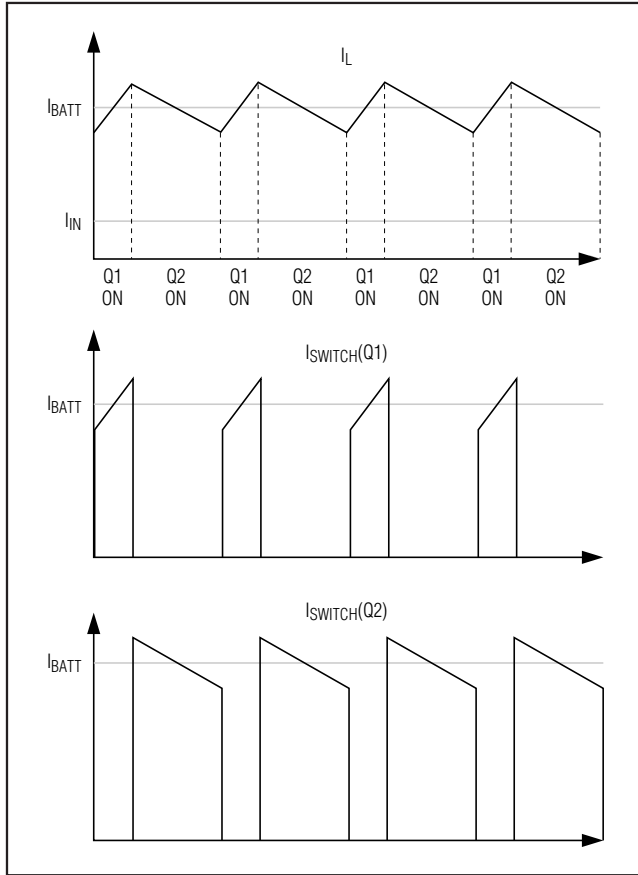 IL
IBATT
IIN
Q1 ON Q2 ON Q1 ON Q2 ON Q1 ON Q2 ON Q1 ON Q2 ON
ISWITCH(Q1)
IBATT
ISWITCH(Q2)
IBATT